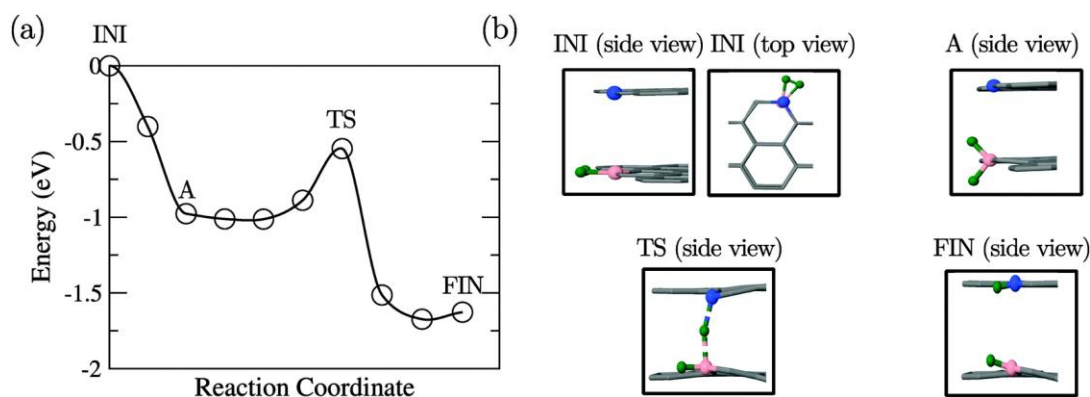 (a)
INI
0
-0.5
-1
-1.5
-2
Energy (eV)
A
TS
FIN
Reaction Coordinate
(b)
INI (side view) INI (top view)
A (side view)
TS (side view)
FIN (side view)